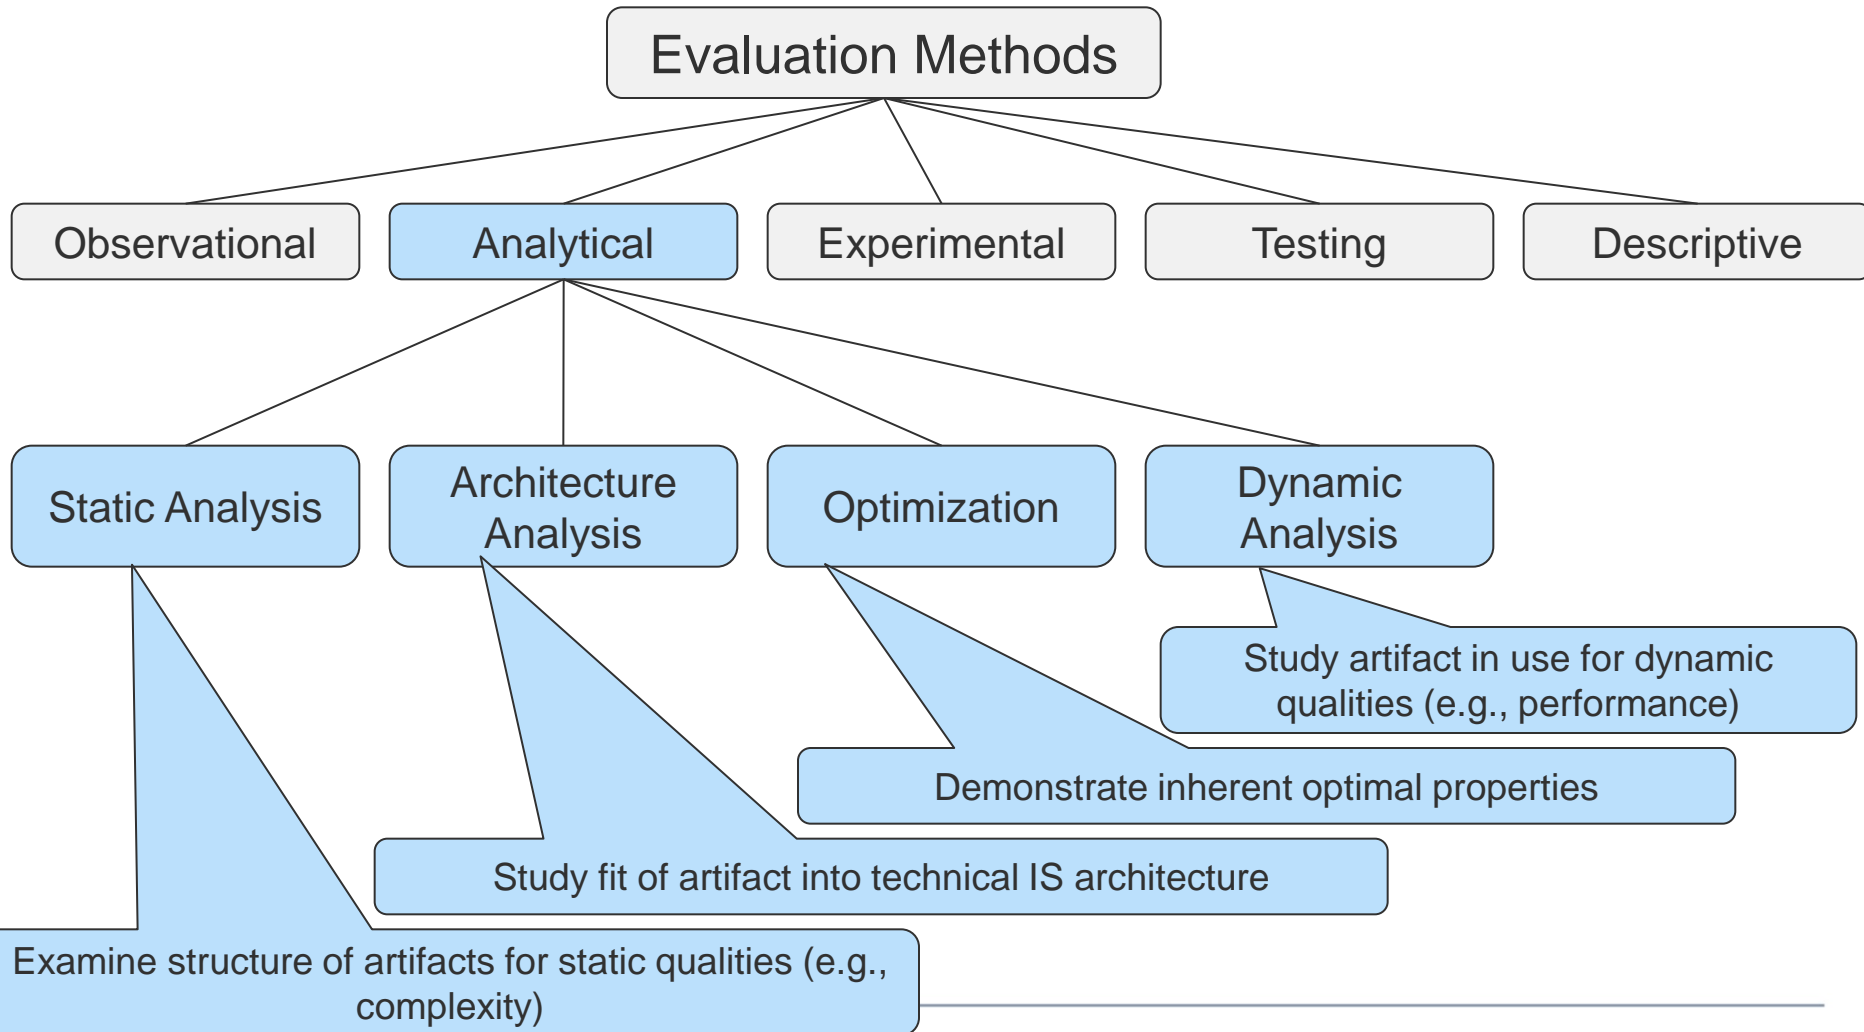 Evaluation Methods
Observational
Analytical
Experimental
Testing
Descriptive
Static Analysis
Architecture
Analysis
Optimization
Dynamic
Analysis
Study artifact in use for dynamic
qualities (e.g., performance)
Demonstrate inherent optimal properties
Study fit of artifact into technical IS architecture
Examine structure of artifacts for static qualities (e.g.,
complexity)